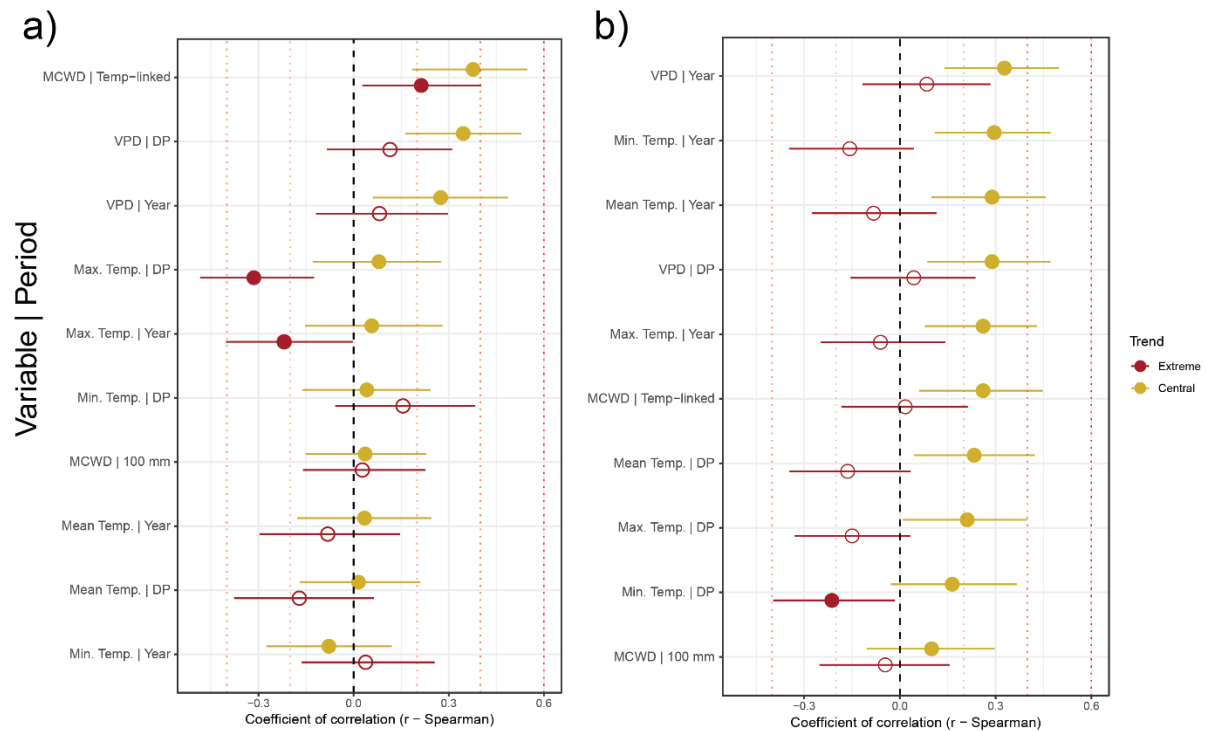 a)
Variable | Period
MCWD | Temp−linked
VPD | DP
VPD | Year
Max. Temp. | DP
Max. Temp. | Year
Min. Temp. | DP
MCWD | 100 mm
Mean Temp. | Year
Mean Temp. | DP
Min. Temp. | Year
−0.3 0.0 0.3 0.6
Coefficient of correlation (r − Spearman)
b)
VPD | Year
Min. Temp. | Year
Mean Temp. | Year
VPD | DP
Max. Temp. | Year
MCWD | Temp−linked
Mean Temp. | DP
Max. Temp. | DP
Min. Temp. | DP
MCWD | 100 mm
−0.3 0.0 0.3 0.6
Coefficient of correlation (r − Spearman)
Trend
Extreme
Central